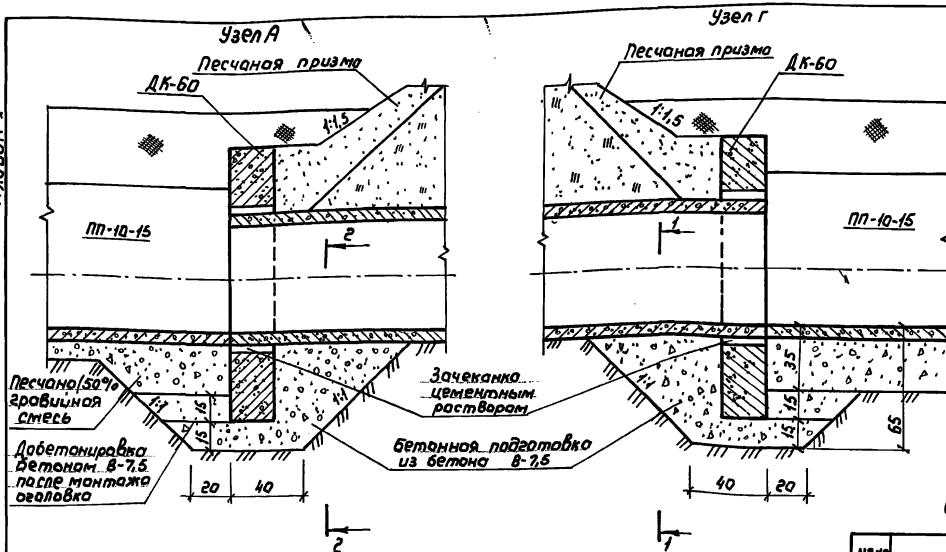 Узел А
Песчаная призма
ДК-60
1:1,5
ПП-10-15
2
Песчано(50%)
гравийная
смесь
1:1
15
15
1:1
Добетонировка
бетоном В-7,5
после монтажа
оголовка
20
40
2
Зачеканка
цементным
раствором
Бетонная подготовка
из бетона В-7,5
Узел Г
Песчаная призма
ДК-60
1:1,5
1
ПП-10-15
1:1
1:1
35
15
15
65
40
20
1